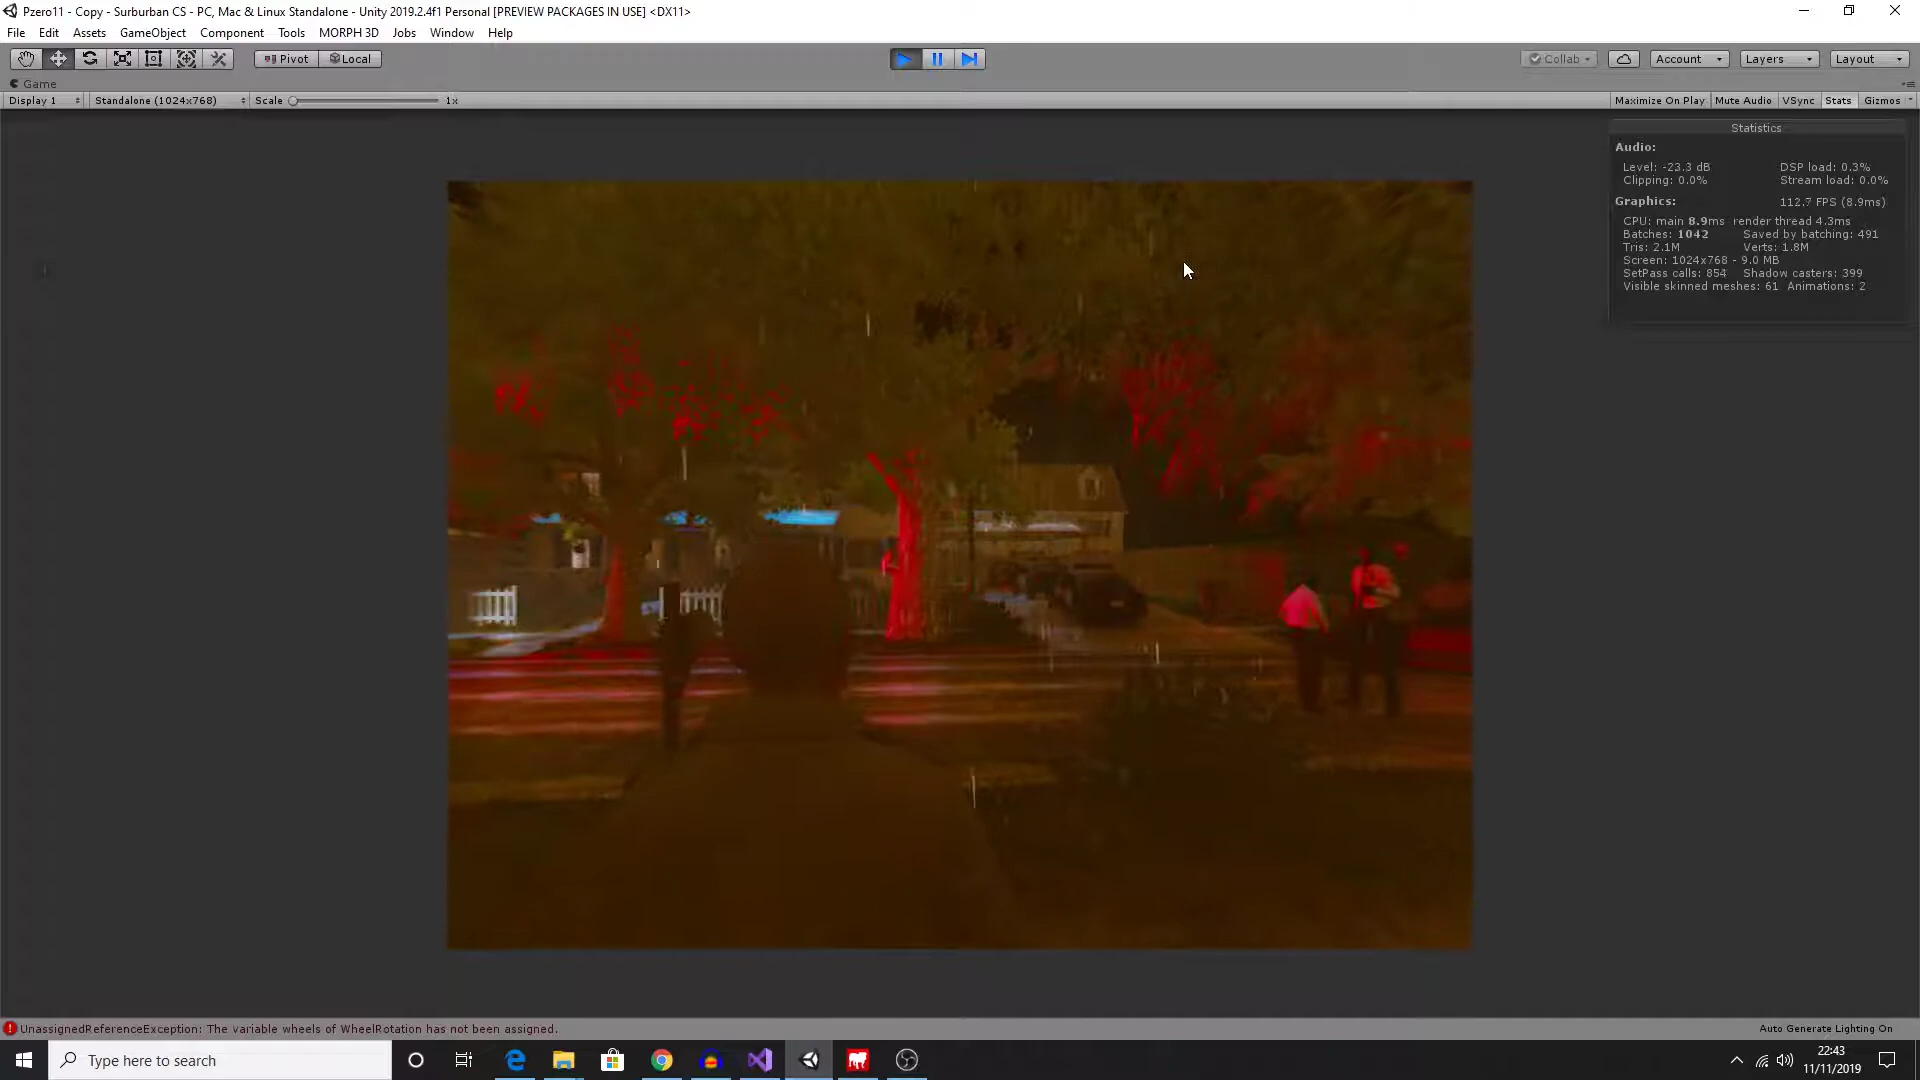 Pzero11 - Copy - Surburban CS - PC, Mac & Linux Standalone - Unity 2019.2.4f1 Personal [PREVIEW PACKAGES IN USE] <DX11>
File Edit Assets GameObject Component Tools MORPH 3D Jobs Window Help
Pivot Local Collab Account Layers Layout
Game
Display 1 Standalone (1024x768) Scale 1x Maximize On Play Mute Audio VSync Stats Gizmos
Statistics
Audio:
Level: -23.3 dB DSP load: 0.3%
Clipping: 0.0% Stream load: 0.0%
Graphics: 112.7 FPS (8.9ms)
CPU: main 8.9ms render thread 4.3ms
Batches: 1042 Saved by batching: 491
Tris: 2.1M Verts: 1.8M
Screen: 1024x768 - 9.0 MB
SetPass calls: 854 Shadow casters: 399
Visible skinned meshes: 61 Animations: 2
UnassignedReferenceException: The variable wheels of WheelRotation has not been assigned.
Auto Generate Lighting On
Type here to search
22:43
11/11/2019